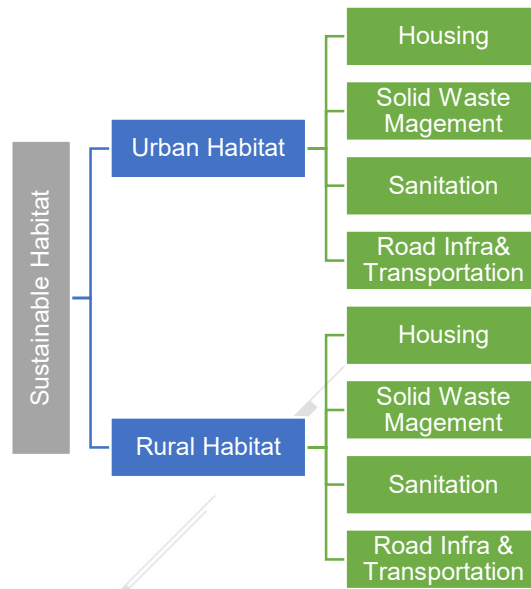 Sustainable Habitat
Urban Habitat
Housing
Solid Waste
Magement
Sanitation
Road Infra&
Transportation
Rural Habitat
Housing
Solid Waste
Magement
Sanitation
Road Infra &
Transportation